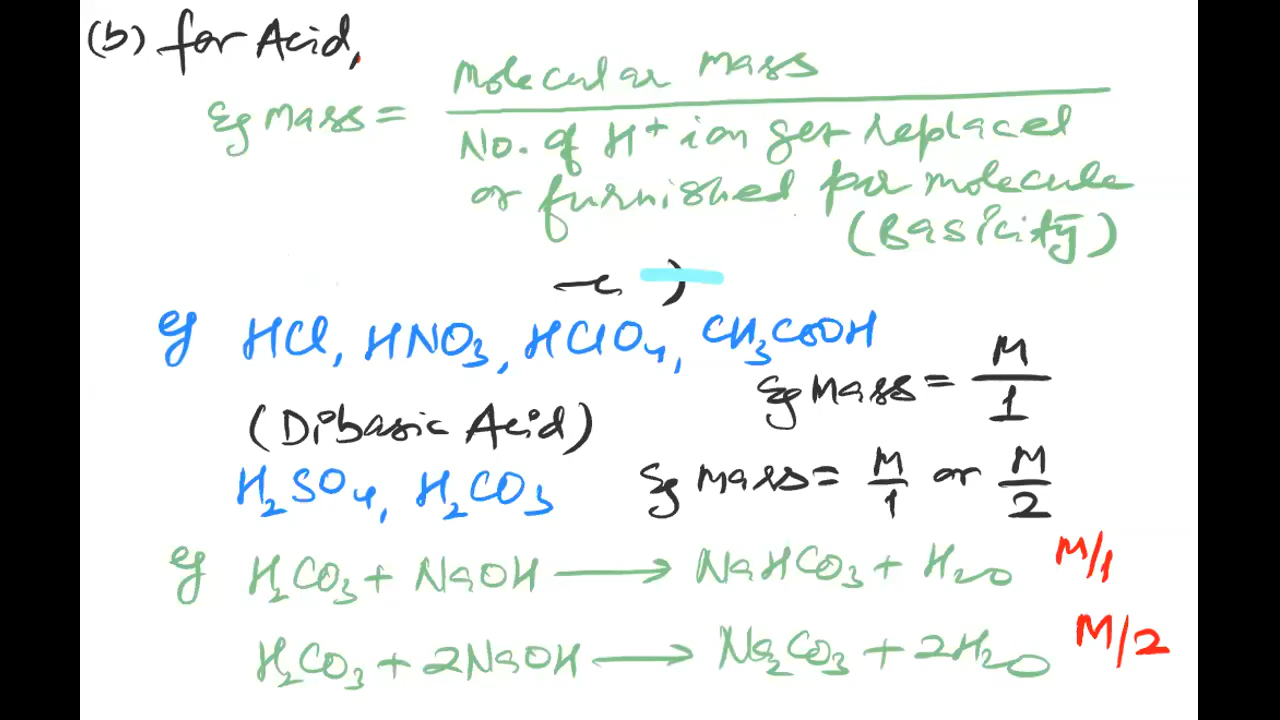 (b) for Acid,
Eq Mass = Molecular Mass
No. of H⁺ ion get replaced
or furnished per molecule
(Basicity)
eg HCl, HNO₃, HClO₄, CH₃COOH
Eq Mass = M/1
(Dibasic Acid)
H₂SO₄, H₂CO₃ Eq Mass = M/1 or M/2
eg H₂CO₃ + NaOH ⟶ NaHCO₃ + H₂O M/1
H₂CO₃ + 2NaOH ⟶ Na₂CO₃ + 2H₂O M/2